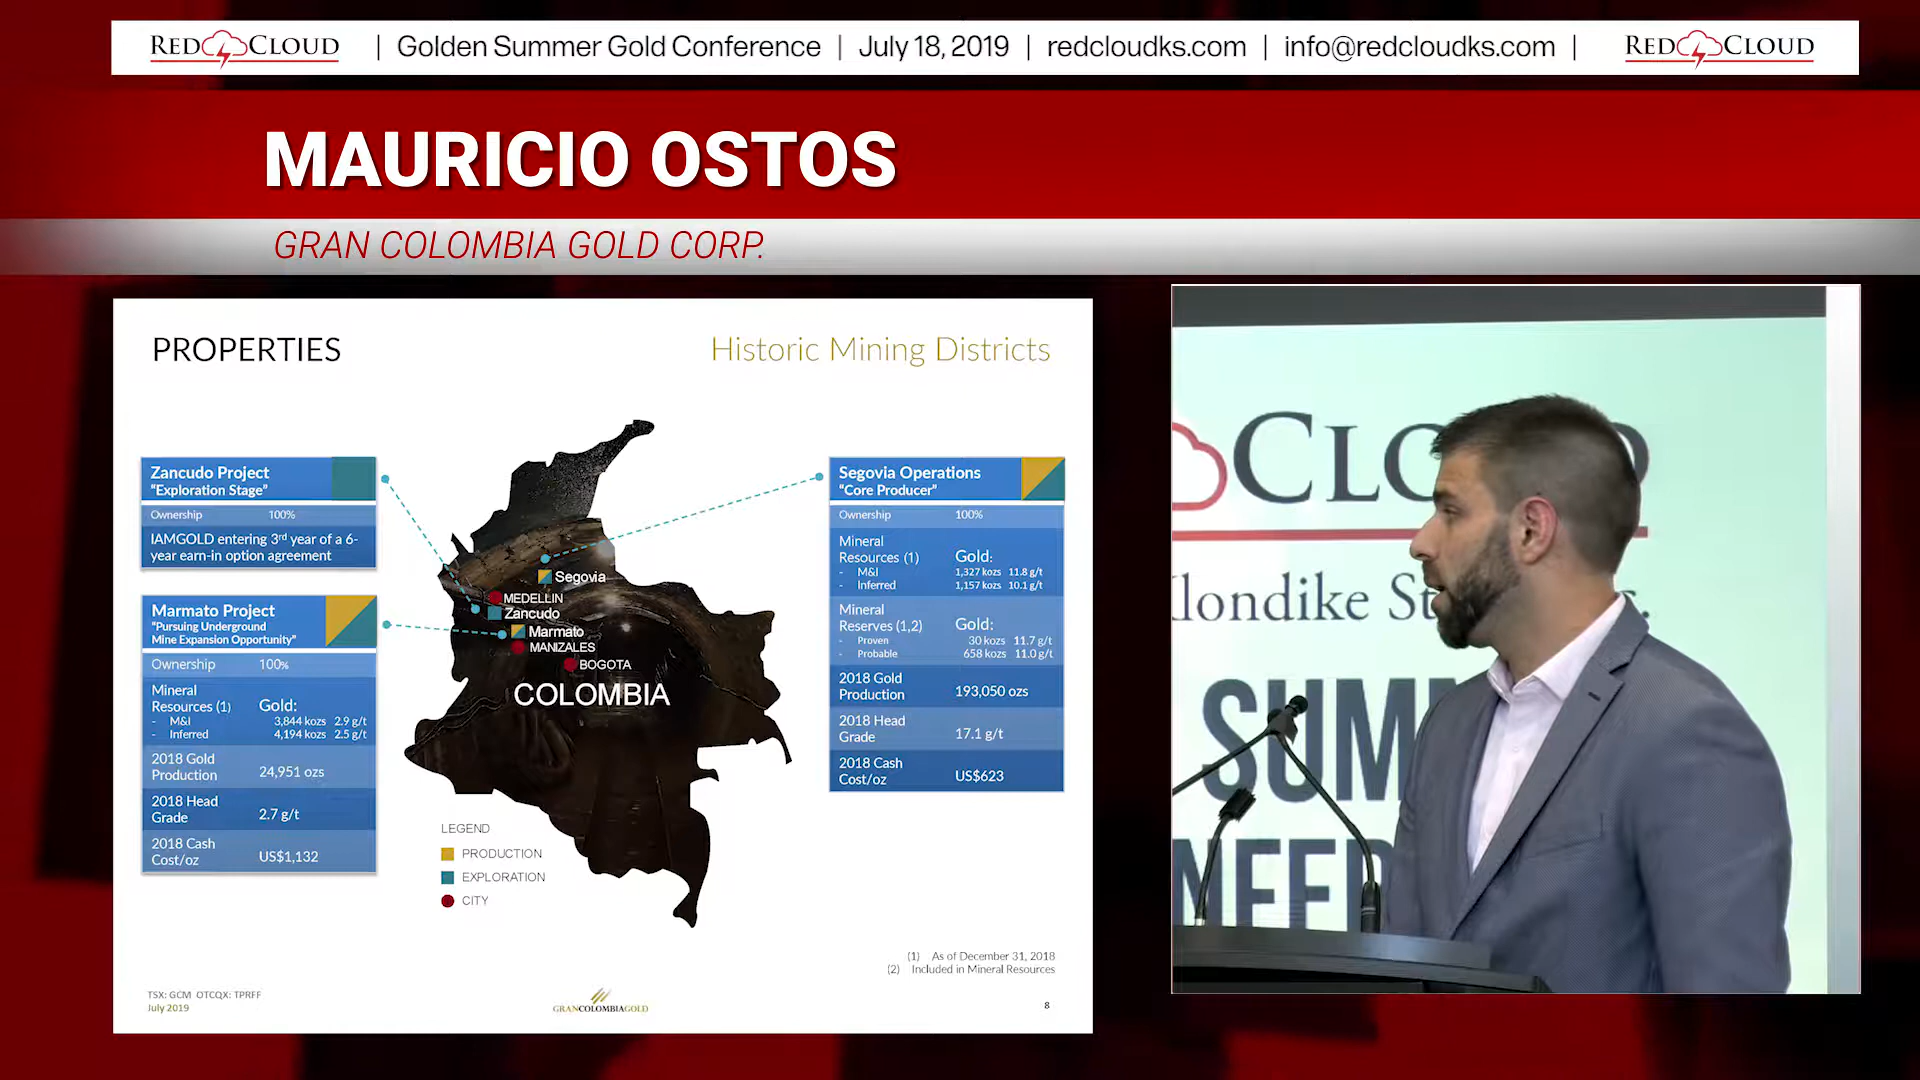 RED CLOUD | Golden Summer Gold Conference | July 18, 2019 | redcloudks.com | info@redcloudks.com | RED CLOUD
MAURICIO OSTOS
GRAN COLOMBIA GOLD CORP.
PROPERTIES
Historic Mining Districts
Zancudo Project
"Exploration Stage"
Ownership 100%
IAMGOLD entering 3rd year of a 6-
year earn-in option agreement
Marmato Project
"Pursuing Underground
Mine Expansion Opportunity"
Ownership 100%
Mineral
Resources (1) Gold:
- M&I 3,844 kozs 2.9 g/t
- Inferred 4,194 kozs 2.5 g/t
2018 Gold
Production 24,951 ozs
2018 Head
Grade 2.7 g/t
2018 Cash
Cost/oz US$1,132
Segovia
MEDELLIN
Zancudo
Marmato
MANIZALES
BOGOTA
COLOMBIA
LEGEND
PRODUCTION
EXPLORATION
CITY
Segovia Operations
"Core Producer"
Ownership 100%
Mineral
Resources (1) Gold:
- M&I 1,327 kozs 11.8 g/t
- Inferred 1,157 kozs 10.1 g/t
Mineral
Reserves (1,2) Gold:
- Proven 30 kozs 11.7 g/t
- Probable 658 kozs 11.0 g/t
2018 Gold
Production 193,050 ozs
2018 Head
Grade 17.1 g/t
2018 Cash
Cost/oz US$623
(1) As of December 31, 2018
(2) Included in Mineral Resources
TSX: GCM OTCQX: TPRFF
July 2019
GRANCOLOMBIAGOLD
8
D CLO D
londike St
SUM
NEED